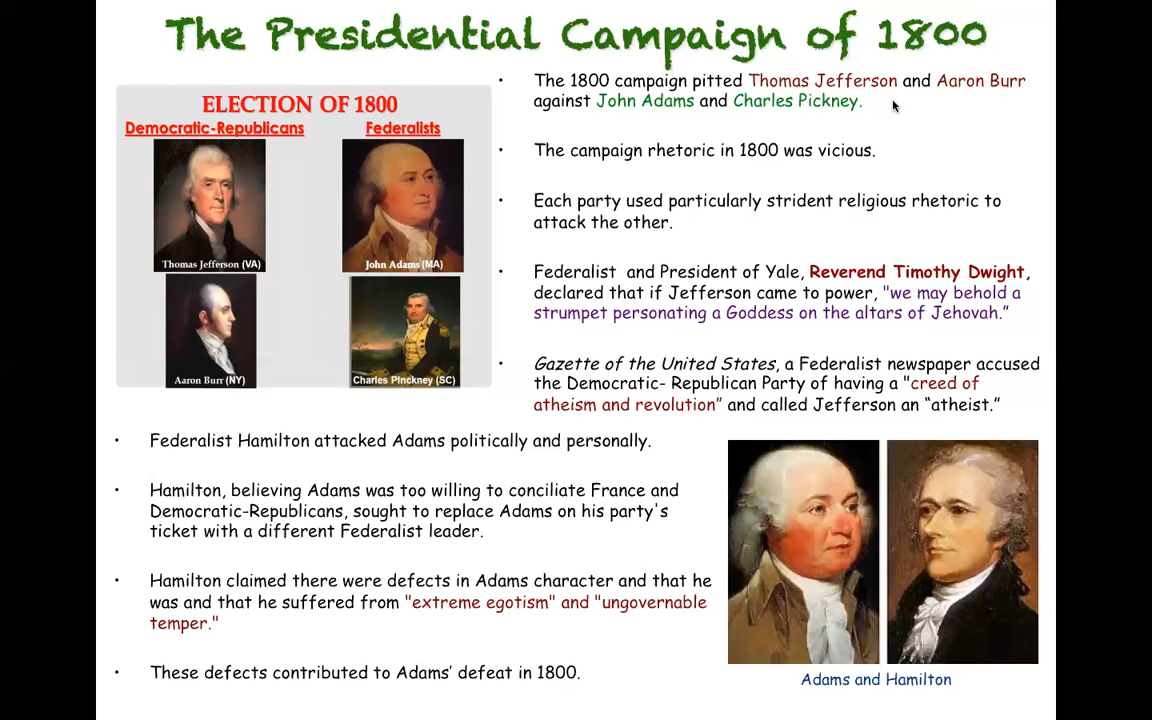 The Presidential Campaign of 1800
ELECTION OF 1800
Democratic-Republicans
Federalists
Thomas Jefferson (VA)
John Adams (MA)
Aaron Burr (NY)
Charles Pinckney (SC)
• The 1800 campaign pitted Thomas Jefferson and Aaron Burr
against John Adams and Charles Pickney.
• The campaign rhetoric in 1800 was vicious.
• Each party used particularly strident religious rhetoric to
attack the other.
• Federalist and President of Yale, Reverend Timothy Dwight,
declared that if Jefferson came to power, "we may behold a
strumpet personating a Goddess on the altars of Jehovah.”
• Gazette of the United States, a Federalist newspaper accused
the Democratic- Republican Party of having a "creed of
atheism and revolution” and called Jefferson an “atheist.”
• Federalist Hamilton attacked Adams politically and personally.
• Hamilton, believing Adams was too willing to conciliate France and
Democratic-Republicans, sought to replace Adams on his party's
ticket with a different Federalist leader.
• Hamilton claimed there were defects in Adams character and that he
was and that he suffered from "extreme egotism" and "ungovernable
temper."
• These defects contributed to Adams’ defeat in 1800.
Adams and Hamilton